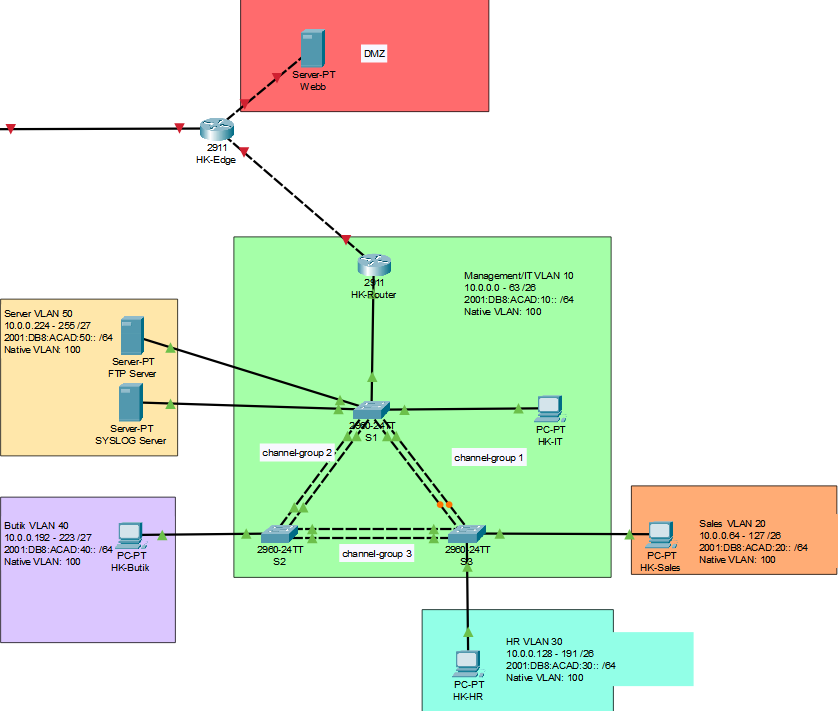 DMZ
Server-PT
Webb
2911
HK-Edge
2911
HK-Router
Management/IT VLAN 10
10.0.0.0 - 63 /26
2001:DB8:ACAD:10:: /64
Native VLAN: 100
Server VLAN 50
10.0.0.224 - 255 /27
2001:DB8:ACAD:50:: /64
Native VLAN: 100
Server-PT
FTP Server
Server-PT
SYSLOG Server
2960-24TT
S1
PC-PT
HK-IT
channel-group 2
channel-group 1
Butik VLAN 40
10.0.0.192 - 223 /27
2001:DB8:ACAD:40:: /64
Native VLAN: 100
PC-PT
HK-Butik
2960-24TT
S2
channel-group 3
2960-24TT
S3
PC-PT
HK-Sales
Sales VLAN 20
10.0.0.64 - 127 /26
2001:DB8:ACAD:20:: /64
Native VLAN: 100
HR VLAN 30
10.0.0.128 - 191 /26
2001:DB8:ACAD:30:: /64
Native VLAN: 100
PC-PT
HK-HR